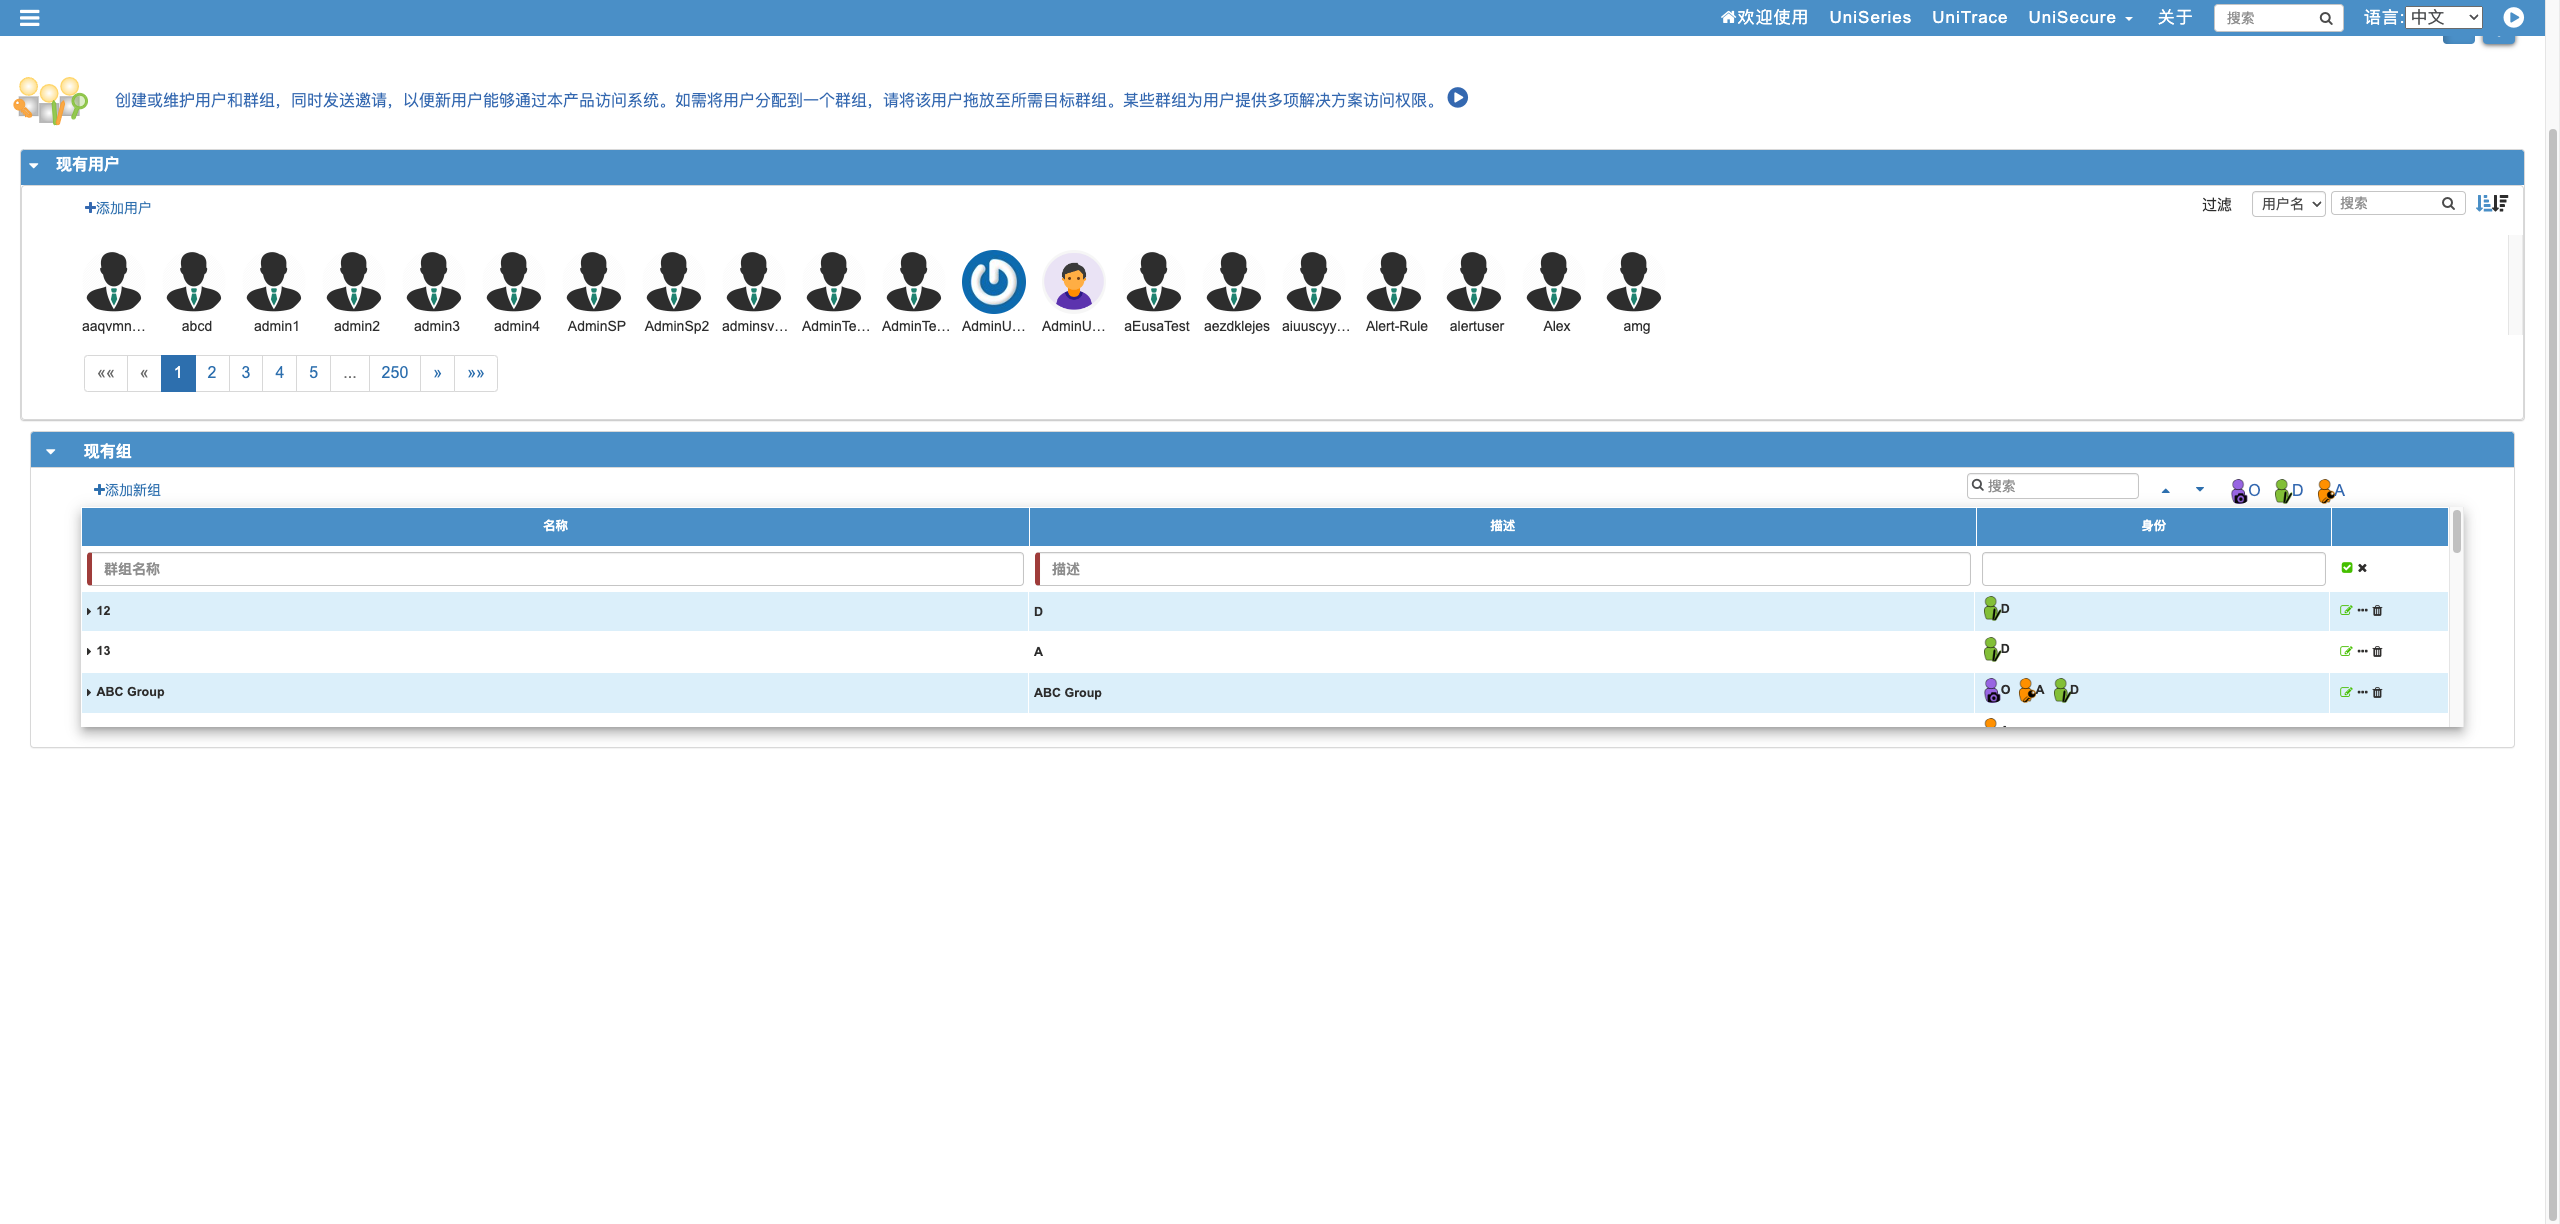 欢迎使用 UniSeries UniTrace UniSecure 关于 搜索 语言: 中文
创建或维护用户和群组，同时发送邀请，以便新用户能够通过本产品访问系统。如需将用户分配到一个群组，请将该用户拖放至所需目标群组。某些群组为用户提供多项解决方案访问权限。
现有用户
添加用户 过滤 用户名 搜索
aaqvmn... abcd admin1 admin2 admin3 admin4 AdminSP AdminSp2 adminsv... AdminTe... AdminTe... AdminU... AdminU... aEusaTest aezdklejes aiuuscyy... Alert-Rule alertuser Alex amg
«« « 1 2 3 4 5 ... 250 » »»
现有组
添加新组 搜索 O D A
名称 描述 身份
群组名称 描述
12 D D
13 A D
ABC Group ABC Group O A D